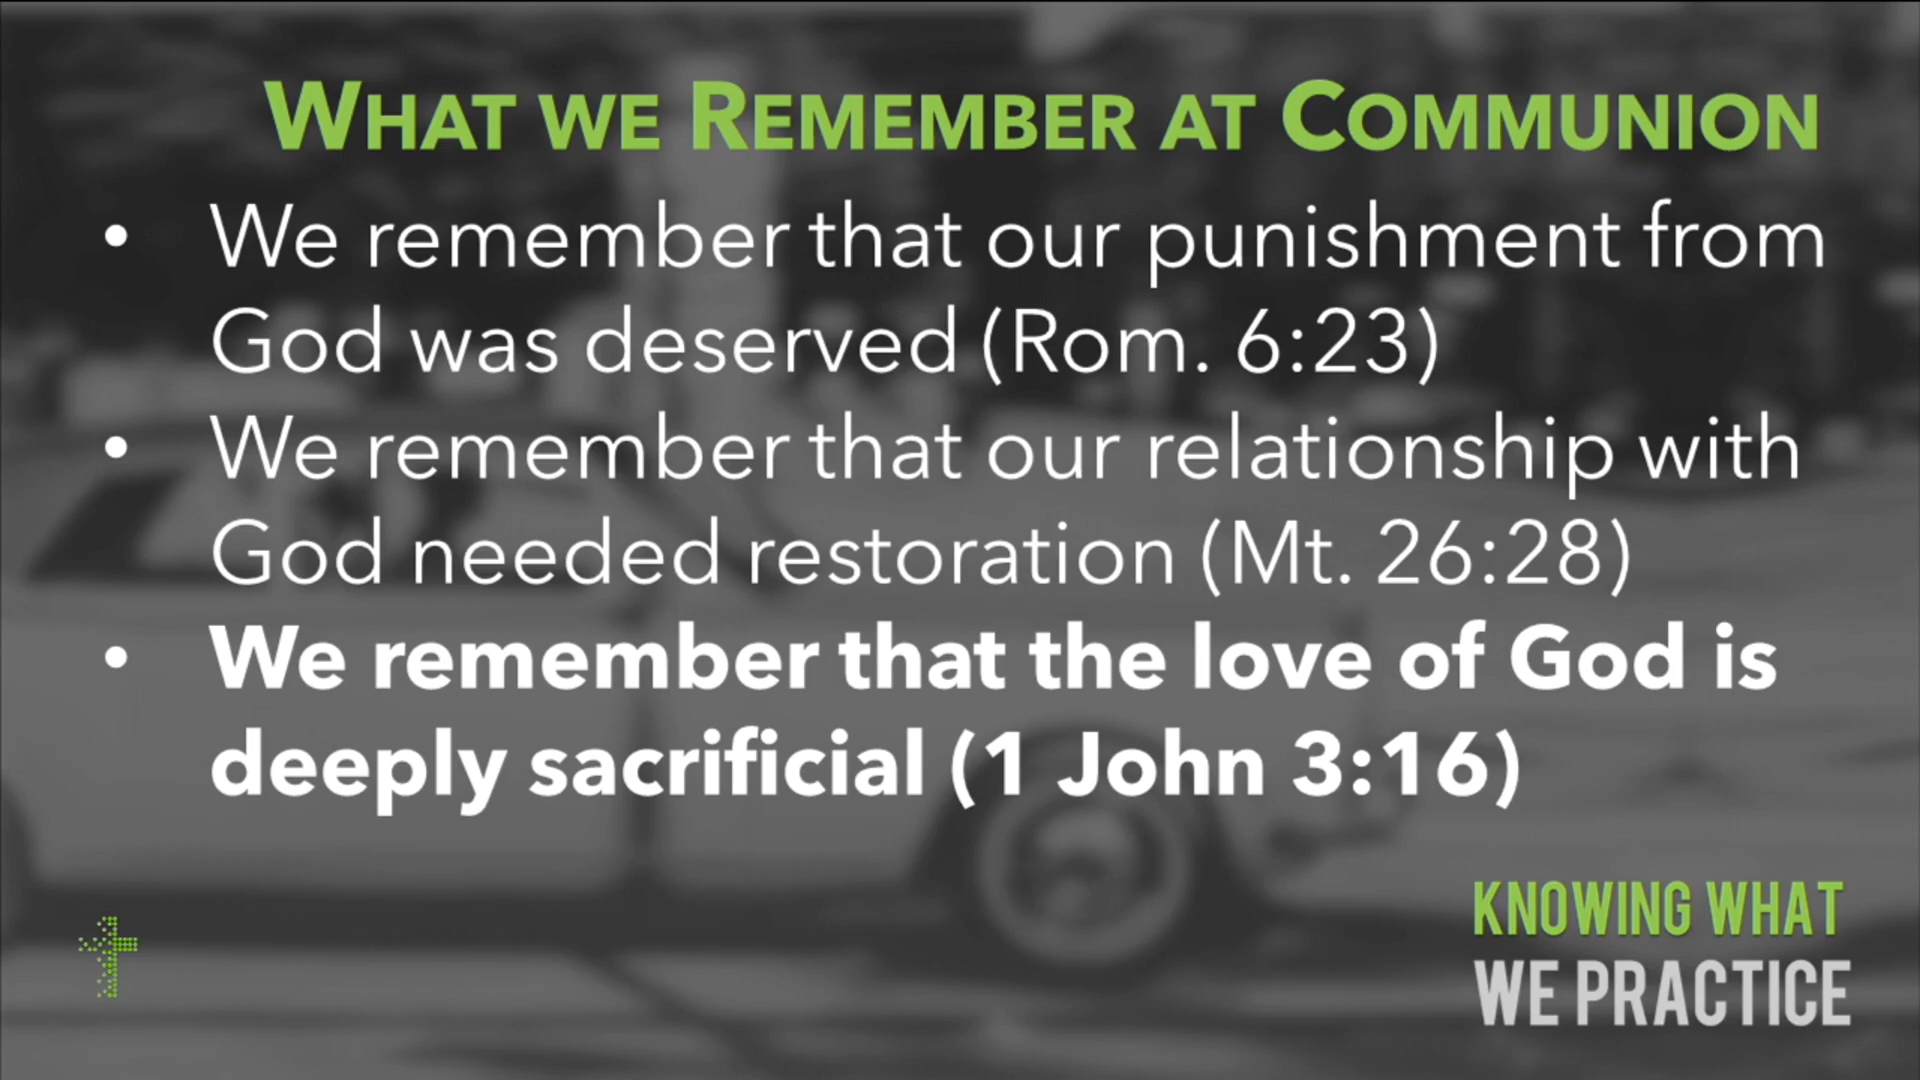 WHAT WE REMEMBER AT COMMUNION
• We remember that our punishment from
God was deserved (Rom. 6:23)
• We remember that our relationship with
God needed restoration (Mt. 26:28)
• We remember that the love of God is
deeply sacrificial (1 John 3:16)
KNOWING WHAT
WE PRACTICE